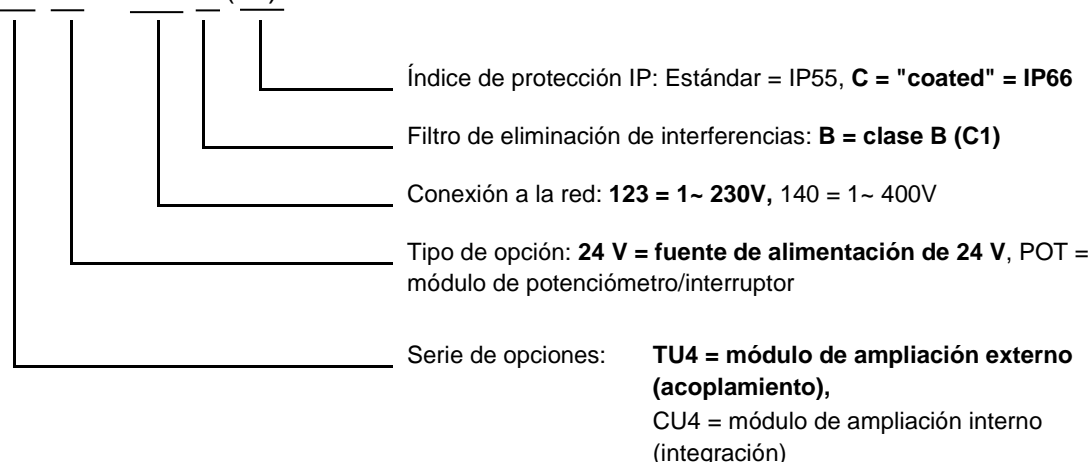 Índice de protección IP: Estándar = IP55, C = "coated" = IP66
Filtro de eliminación de interferencias: B = clase B (C1)
Conexión a la red: 123 = 1~ 230V, 140 = 1~ 400V
Tipo de opción: 24 V = fuente de alimentación de 24 V, POT =
módulo de potenciómetro/interruptor
Serie de opciones: TU4 = módulo de ampliación externo
(acoplamiento),
CU4 = módulo de ampliación interno
(integración)